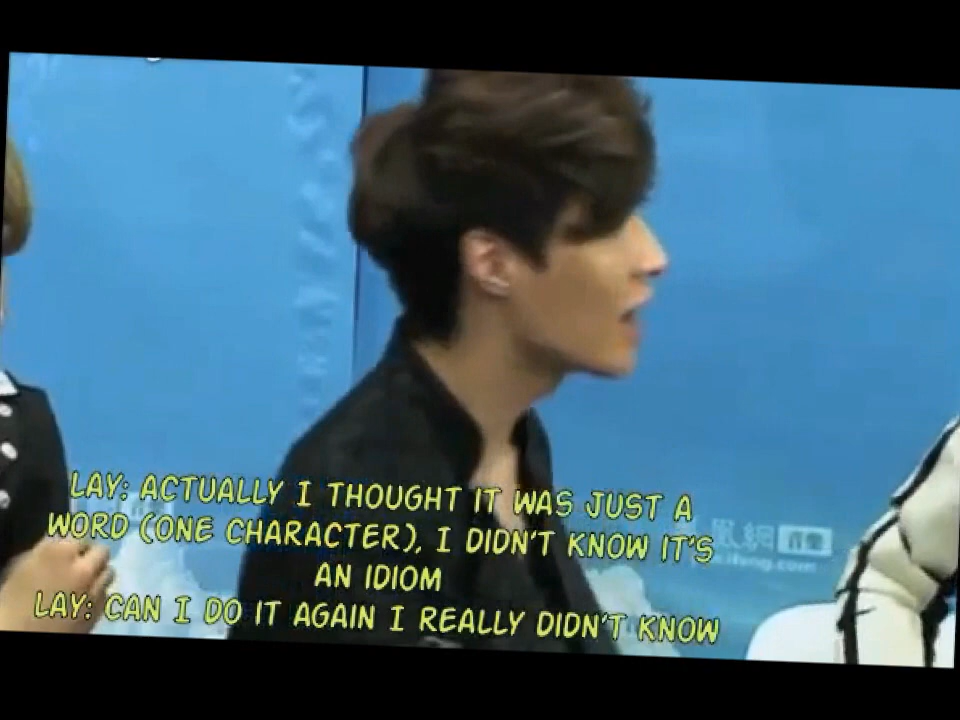 LAY: ACTUALLY I THOUGHT IT WAS JUST A
WORD (ONE CHARACTER), I DIDN'T KNOW IT'S
AN IDIOM
LAY: CAN I DO IT AGAIN I REALLY DIDN'T KNOW